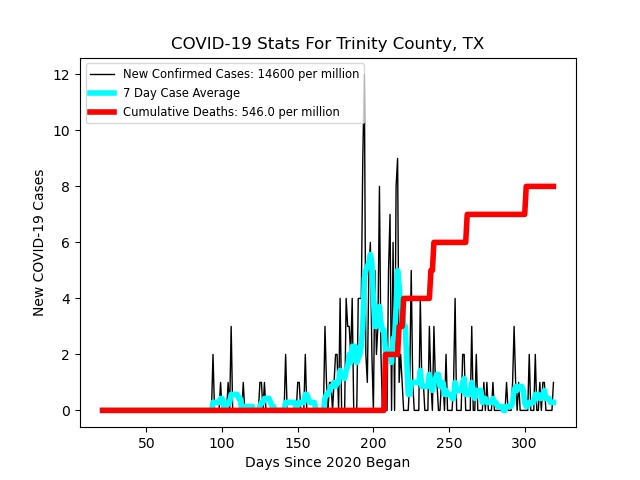 COVID-19 Stats For Trinity County, TX
New Confirmed Cases: 14600 per million
7 Day Case Average
Cumulative Deaths: 546.0 per million
New COVID-19 Cases
12
10
8
6
4
2
0
50 100 150 200 250 300
Days Since 2020 Began